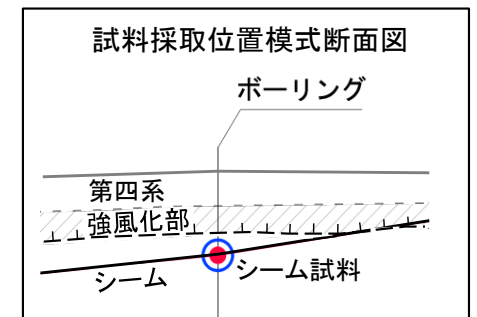 試料採取位置模式断面図
ボーリング
第四系
強風化部
シーム
シーム試料